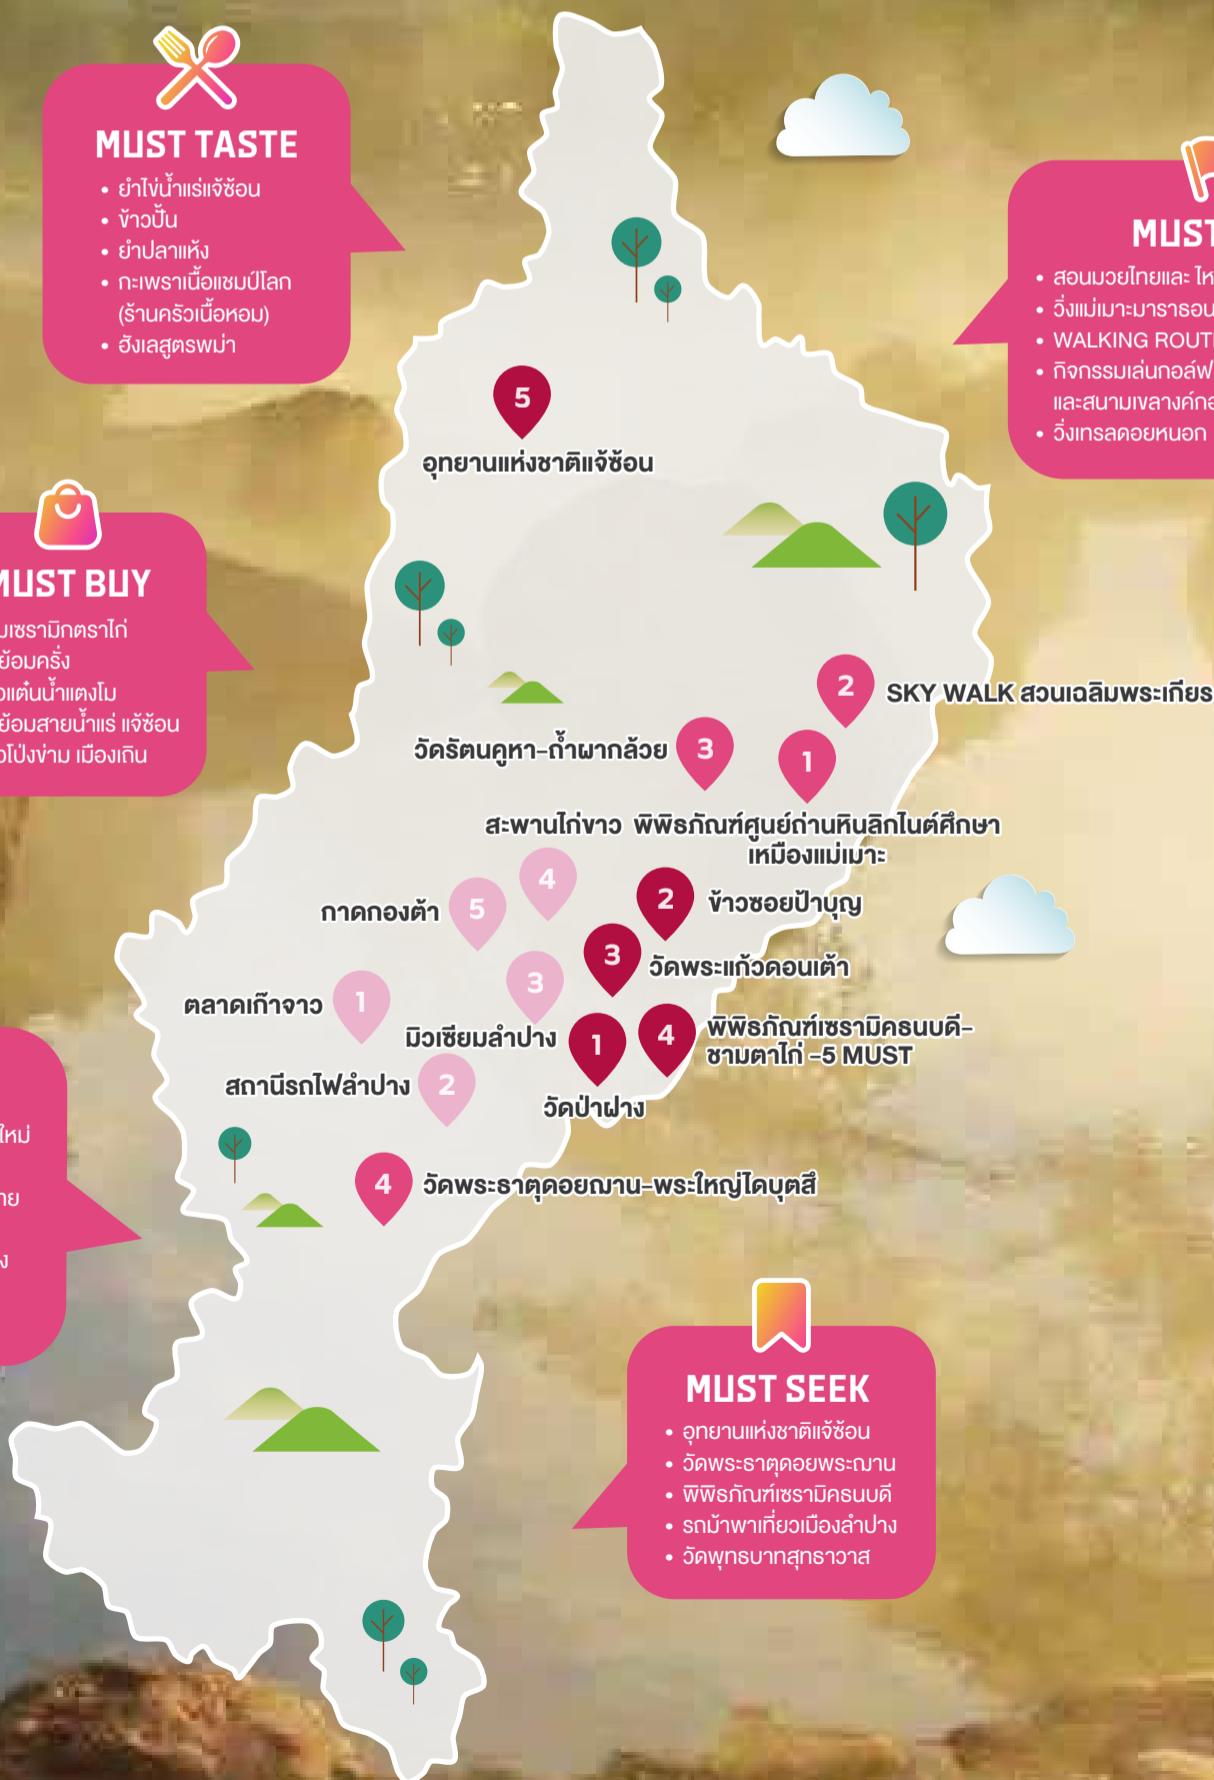 MUST TASTE
• ยำไข่น้ำแร่แจ้ซ้อน
• ข้าวปั้น
• ยำปลาแห้ง
• กะเพราเนื้อแชมป์โลก
(ร้านครัวเนื้อหอม)
• ฮังเลสูตรพม่า
MUST
• สอนมวยไทยและ ไห
• วิ่งแม่เมาะมาราธอน
• WALKING ROUT
• กิจกรรมเล่นกอล์ฟ
และสนามเขลางค์กอ
• วิ่งเทรลดอยหนอก
5
อุทยานแห่งชาติแจ้ซ้อน
MUST BUY
มเซรามิกตราไก่
ย้อมครั่ง
วแต๋นน้ำแตงโม
ย้อมสายน้ำแร่ แจ้ซ้อน
วโป่งข่าม เมืองเถิน
2
SKY WALK สวนเฉลิมพระเกียร
วัดรัตนคูหา-ถ้ำผากล้วย
3
1
สะพานไก่ขาว พิพิธภัณฑ์ศูนย์ถ่านหินลิกไนต์ศึกษา
เหมืองแม่เมาะ
4
กาดกองต้า
5
2
ข้าวซอยป้าบุญ
3
วัดพระแก้วดอนเต้า
ตลาดเก๊าจาว
1
3
มิวเซียมลำปาง
1
4
พิพิธภัณฑ์เซรามิคธนบดี-
ชามตาไก่ -5 MUST
สถานีรถไฟลำปาง
2
วัดป่าฝาง
ใหม่
าย
ง
4
วัดพระธาตุดอยฌาน-พระใหญ่ไดบุตสึ
MUST SEEK
• อุทยานแห่งชาติแจ้ซ้อน
• วัดพระธาตุดอยพระฌาน
• พิพิธภัณฑ์เซรามิคธนบดี
• รถม้าพาเที่ยวเมืองลำปาง
• วัดพุทธบาทสุทธาวาส